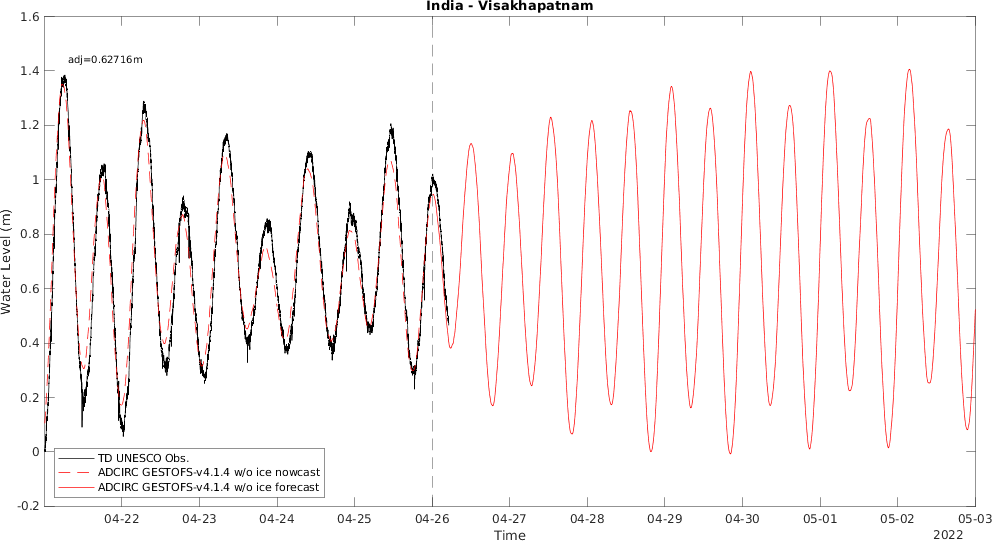 India - Visakhapatnam
1.6
1.4
1.2
1
0.8
0.6
0.4
0.2
0
-0.2
Water Level (m)
adj=0.62716m
TD UNESCO Obs.
ADCIRC GESTOFS-v4.1.4 w/o ice nowcast
ADCIRC GESTOFS-v4.1.4 w/o ice forecast
04-22 04-23 04-24 04-25 04-26 04-27 04-28 04-29 04-30 05-01 05-02 05-03
Time
2022